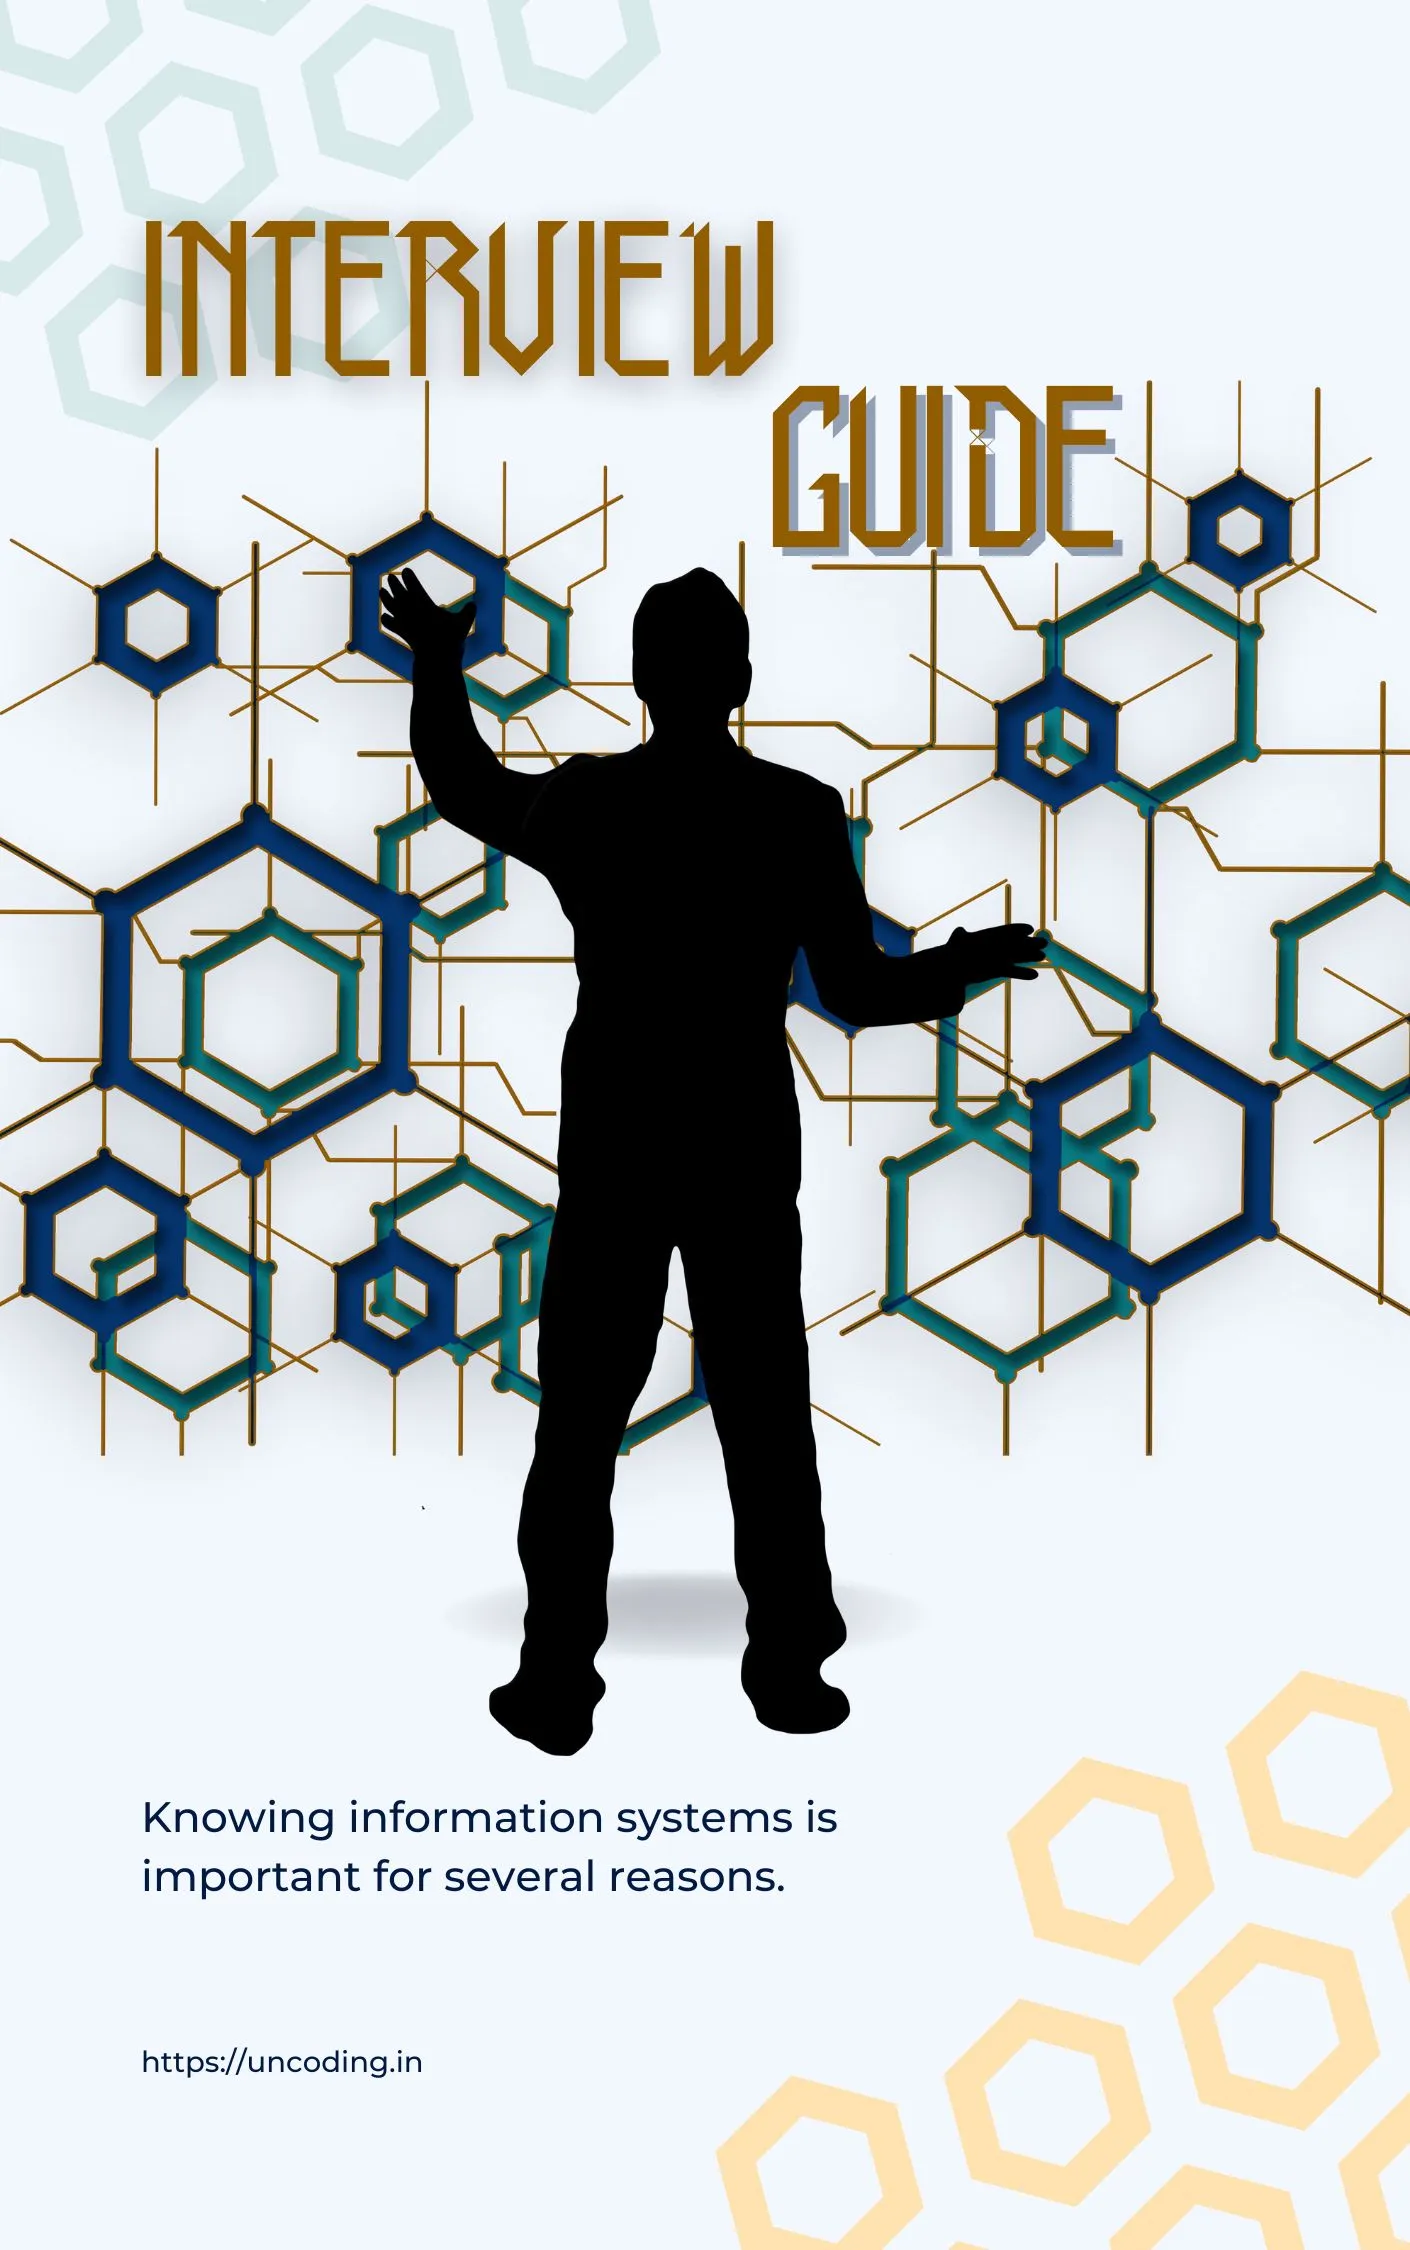 INTERVIEW
GUIDE
Knowing information systems is
important for several reasons.
https://uncoding.in